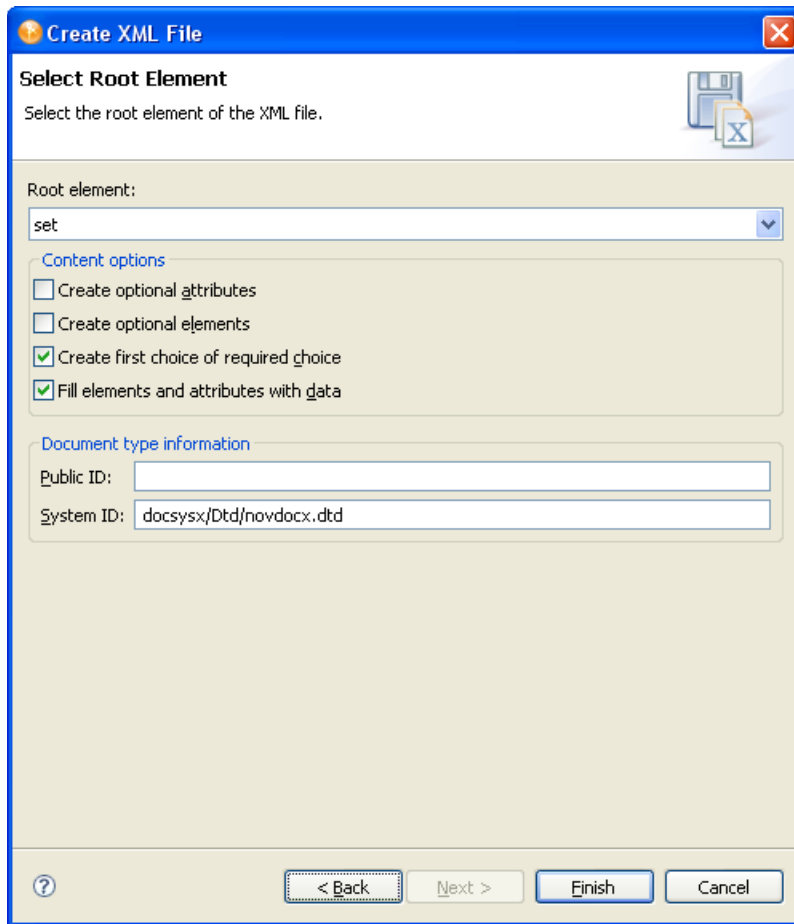 Create XML File
Select Root Element
Select the root element of the XML file.
X
Root element:
set
Content options
Create optional attributes
Create optional elements
Create first choice of required choice
Fill elements and attributes with data
Document type information
Public ID:
System ID: docsysx/Dtd/novdocx.dtd
? < Back Next > Finish Cancel